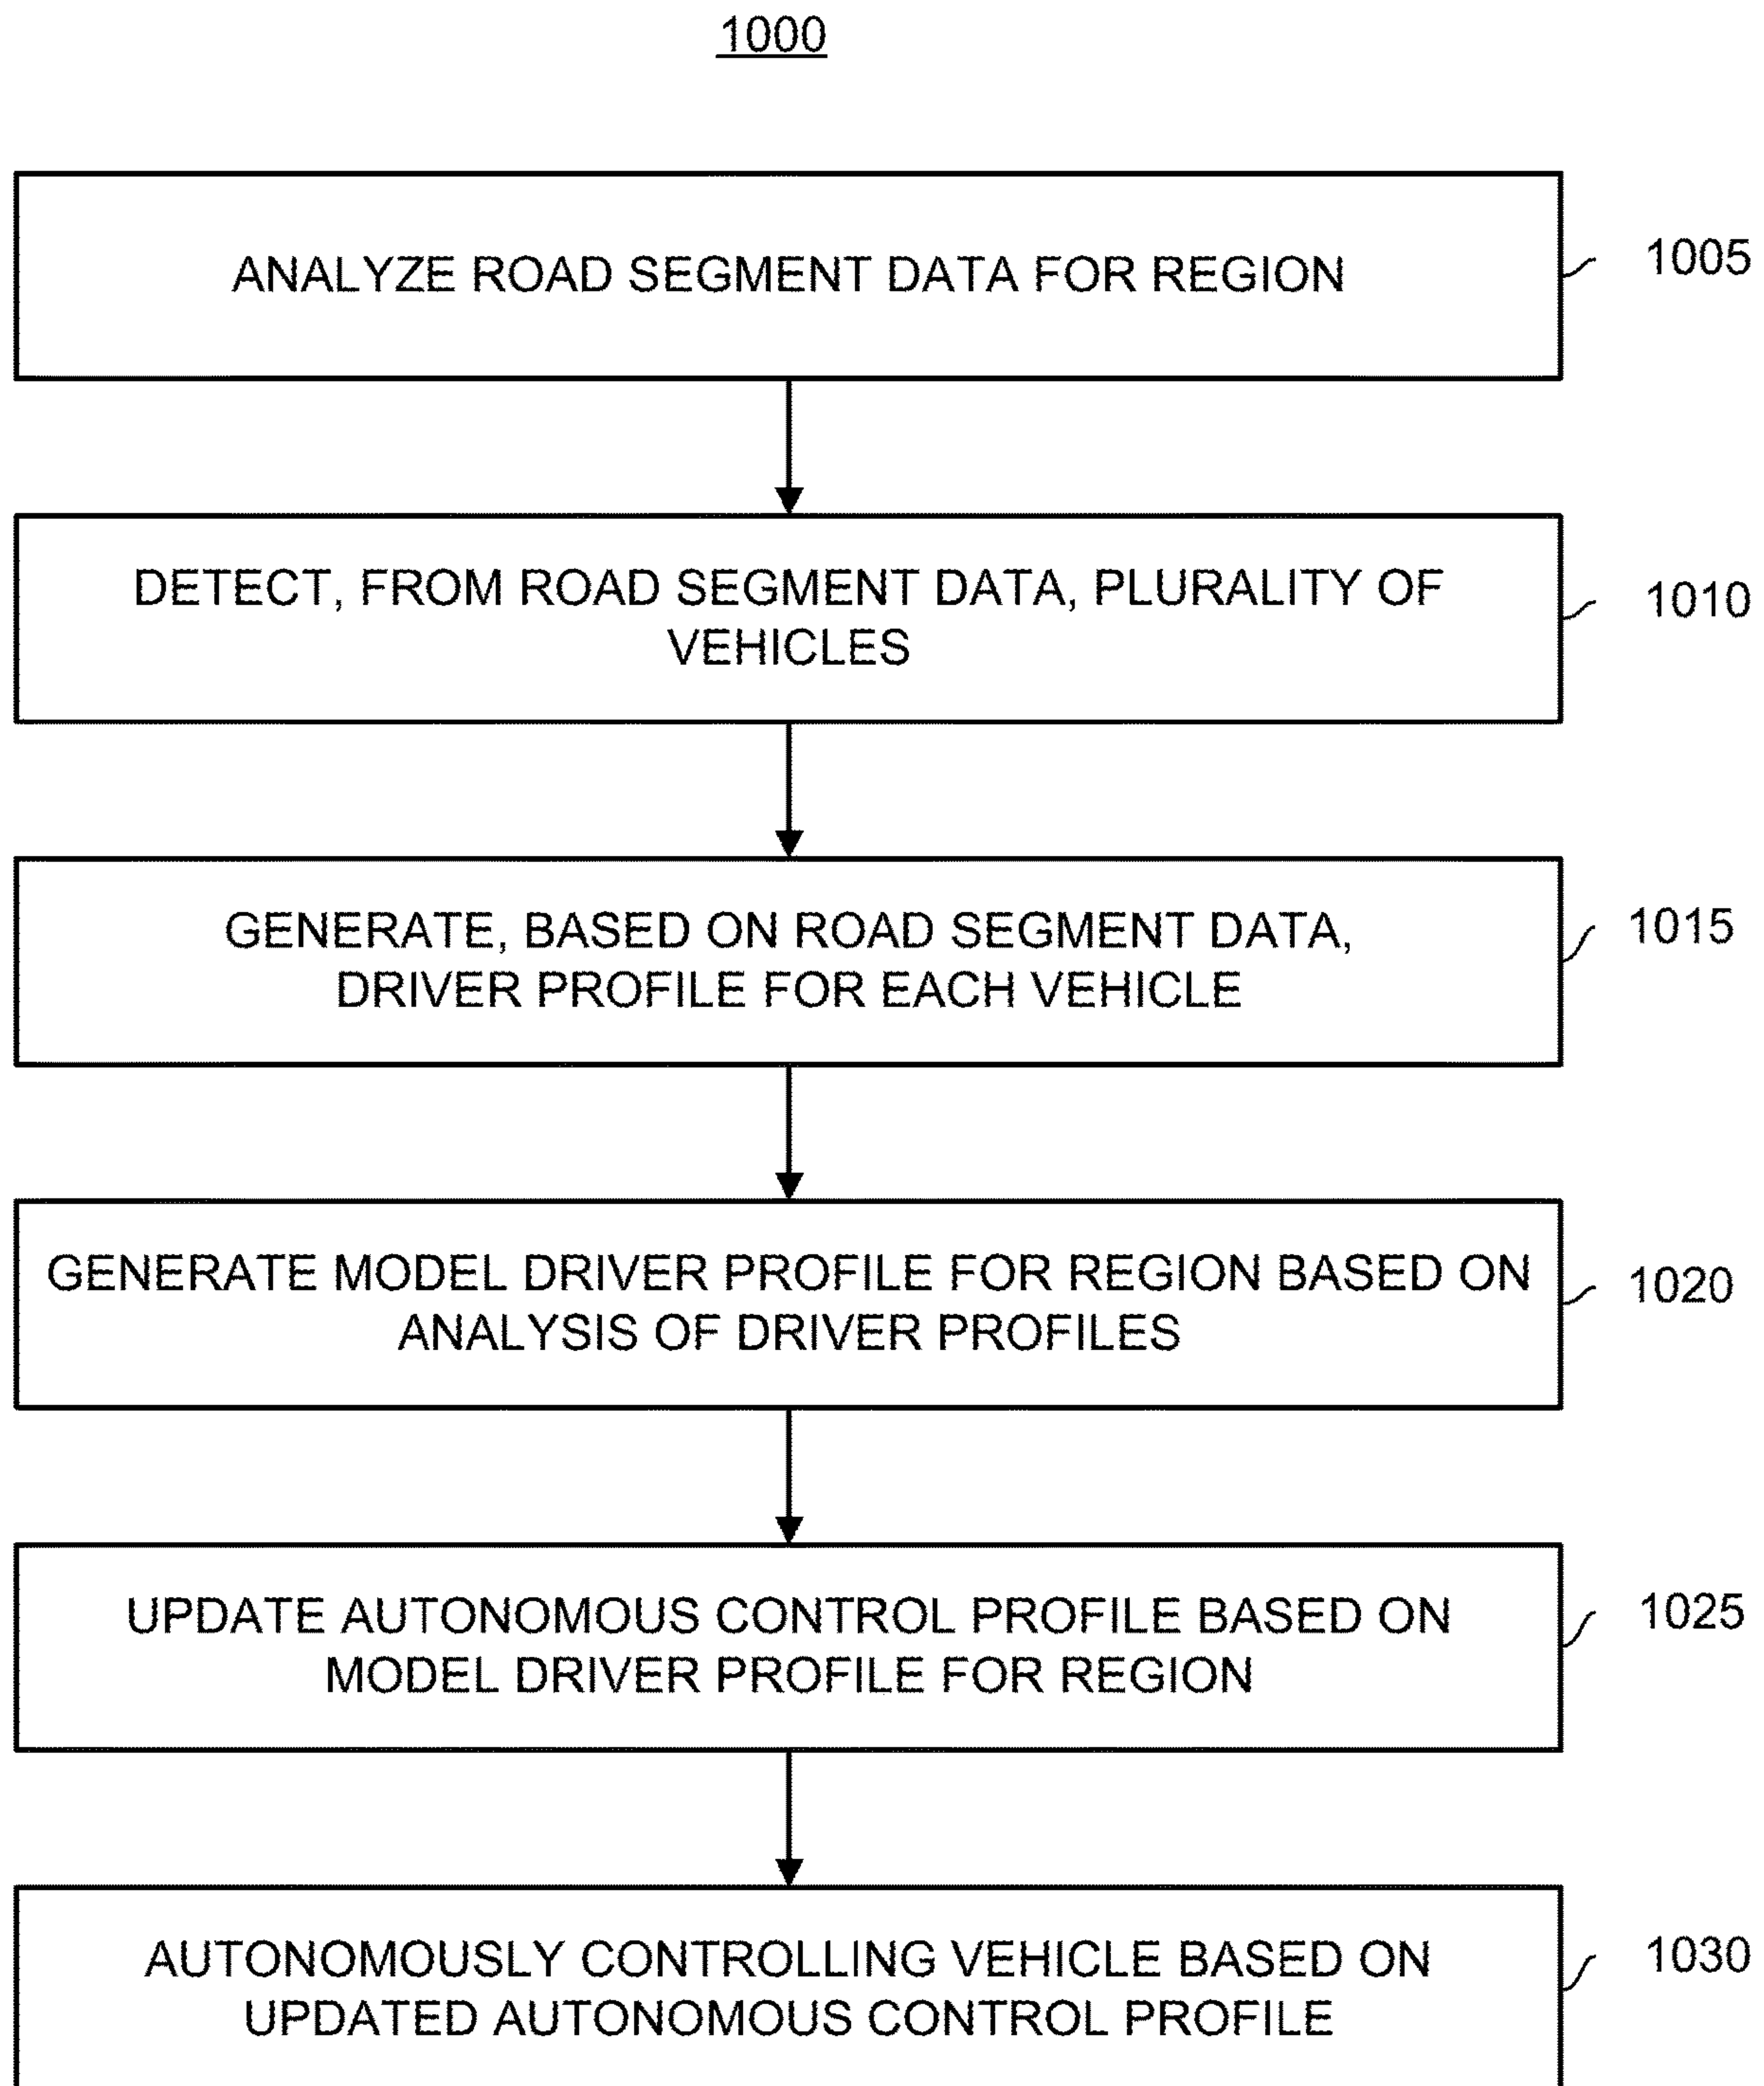 1000
ANALYZE ROAD SEGMENT DATA FOR REGION
1005
DETECT, FROM ROAD SEGMENT DATA, PLURALITY OF
VEHICLES
1010
GENERATE, BASED ON ROAD SEGMENT DATA,
DRIVER PROFILE FOR EACH VEHICLE
1015
GENERATE MODEL DRIVER PROFILE FOR REGION BASED ON
ANALYSIS OF DRIVER PROFILES
1020
UPDATE AUTONOMOUS CONTROL PROFILE BASED ON
MODEL DRIVER PROFILE FOR REGION
1025
AUTONOMOUSLY CONTROLLING VEHICLE BASED ON
UPDATED AUTONOMOUS CONTROL PROFILE
1030